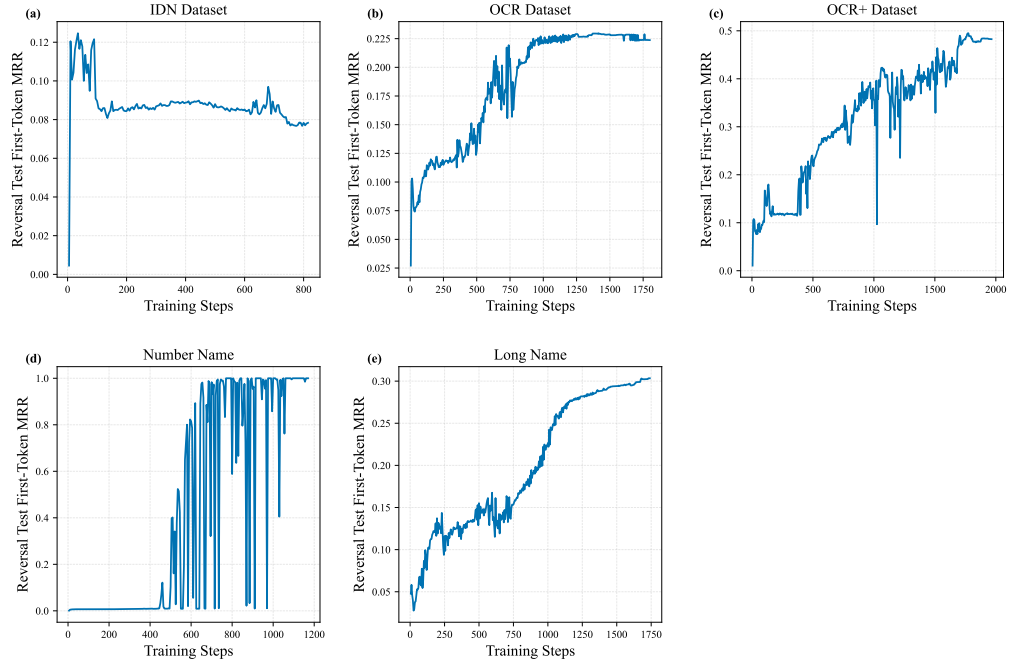 (a) IDN Dataset
Reversal Test First-Token MRR
0.12
0.10
0.08
0.06
0.04
0.02
0.00
0 200 400 600 800
Training Steps
(b) OCR Dataset
Reversal Test First-Token MRR
0.225
0.200
0.175
0.150
0.125
0.100
0.075
0.050
0.025
0 250 500 750 1000 1250 1500 1750
Training Steps
(c) OCR+ Dataset
Reversal Test First-Token MRR
0.5
0.4
0.3
0.2
0.1
0.0
0 500 1000 1500 2000
Training Steps
(d) Number Name
Reversal Test First-Token MRR
1.0
0.8
0.6
0.4
0.2
0.0
0 200 400 600 800 1000 1200
Training Steps
(e) Long Name
Reversal Test First-Token MRR
0.30
0.25
0.20
0.15
0.10
0.05
0 250 500 750 1000 1250 1500 1750
Training Steps